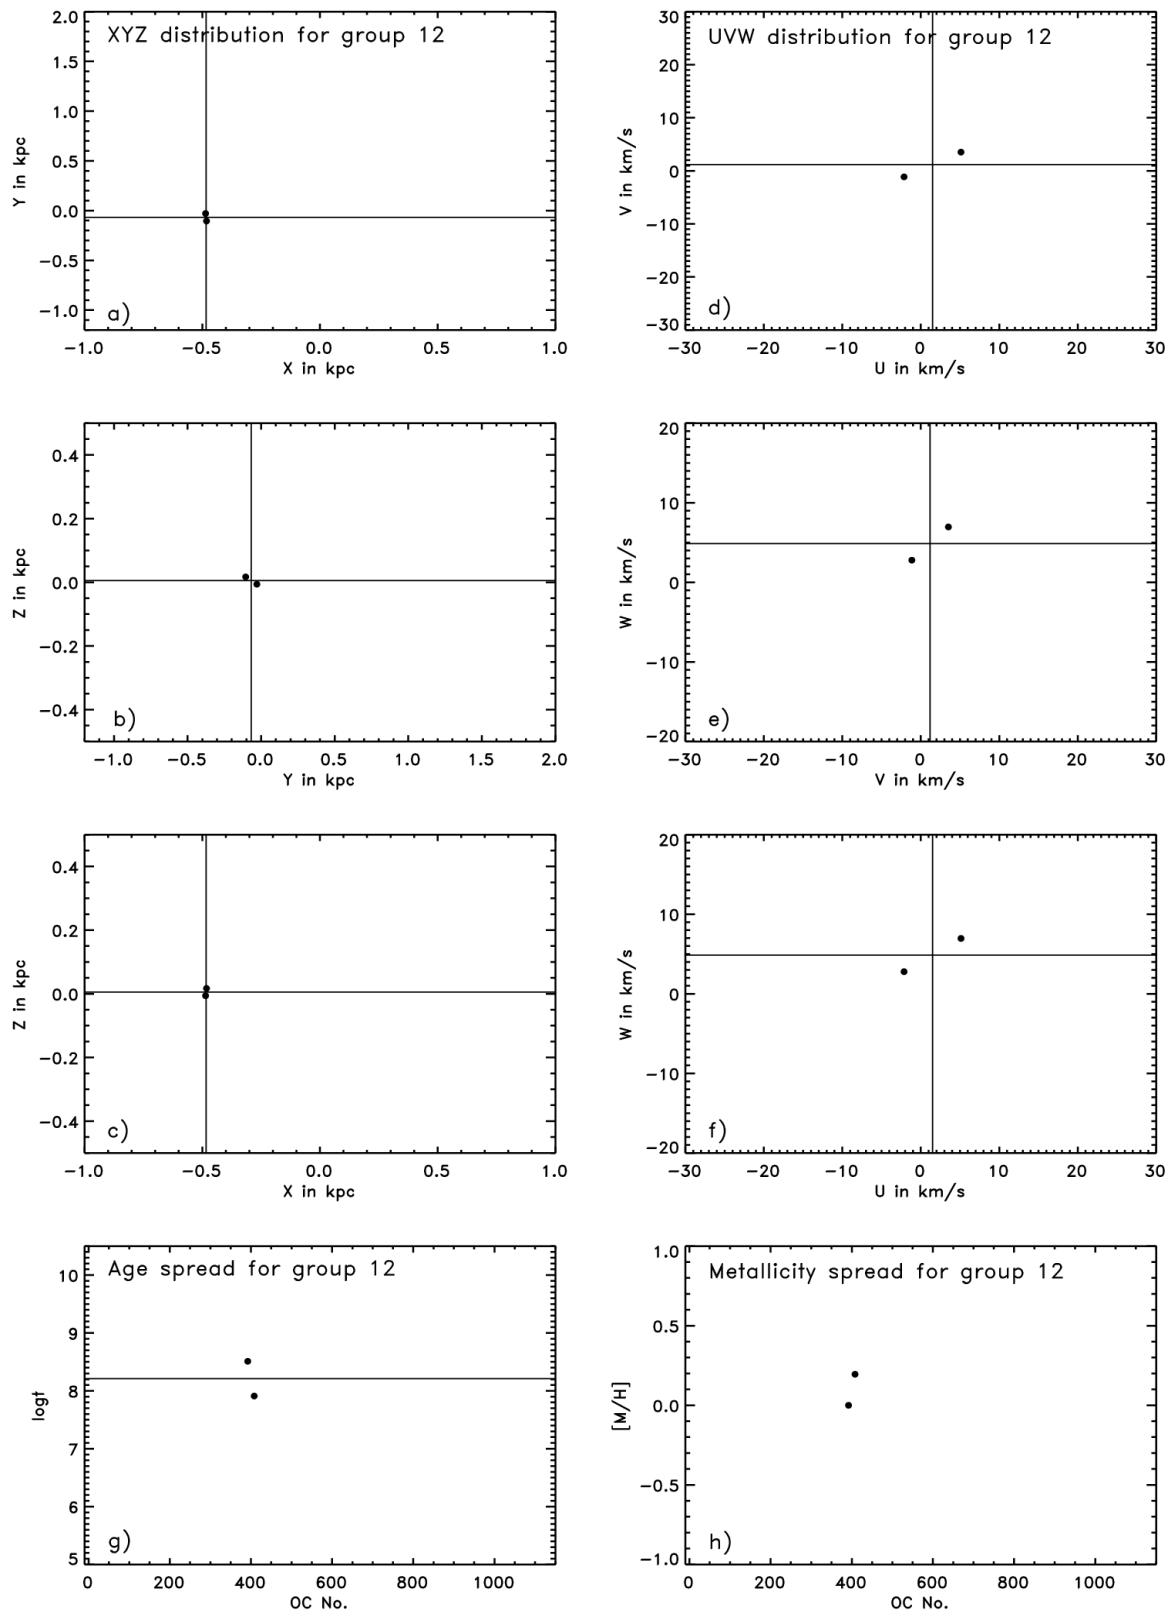 XYZ distribution for group 12
2.0
1.5
1.0
0.5
0.0
−0.5
−1.0
Y in kpc
a)
−1.0 −0.5 0.0 0.5 1.0
X in kpc
UVW distribution for group 12
30
20
10
0
−10
−20
−30
V in km/s
d)
−30 −20 −10 0 10 20 30
U in km/s
0.4
0.2
0.0
−0.2
−0.4
Z in kpc
b)
−1.0 −0.5 0.0 0.5 1.0 1.5 2.0
Y in kpc
20
10
0
−10
−20
W in km/s
e)
−30 −20 −10 0 10 20 30
V in km/s
0.4
0.2
0.0
−0.2
−0.4
Z in kpc
c)
−1.0 −0.5 0.0 0.5 1.0
X in kpc
20
10
0
−10
−20
W in km/s
f)
−30 −20 −10 0 10 20 30
U in km/s
Age spread for group 12
10
9
8
7
6
5
logt
g)
0 200 400 600 800 1000
OC No.
Metallicity spread for group 12
1.0
0.5
0.0
−0.5
−1.0
[M/H]
h)
0 200 400 600 800 1000
OC No.